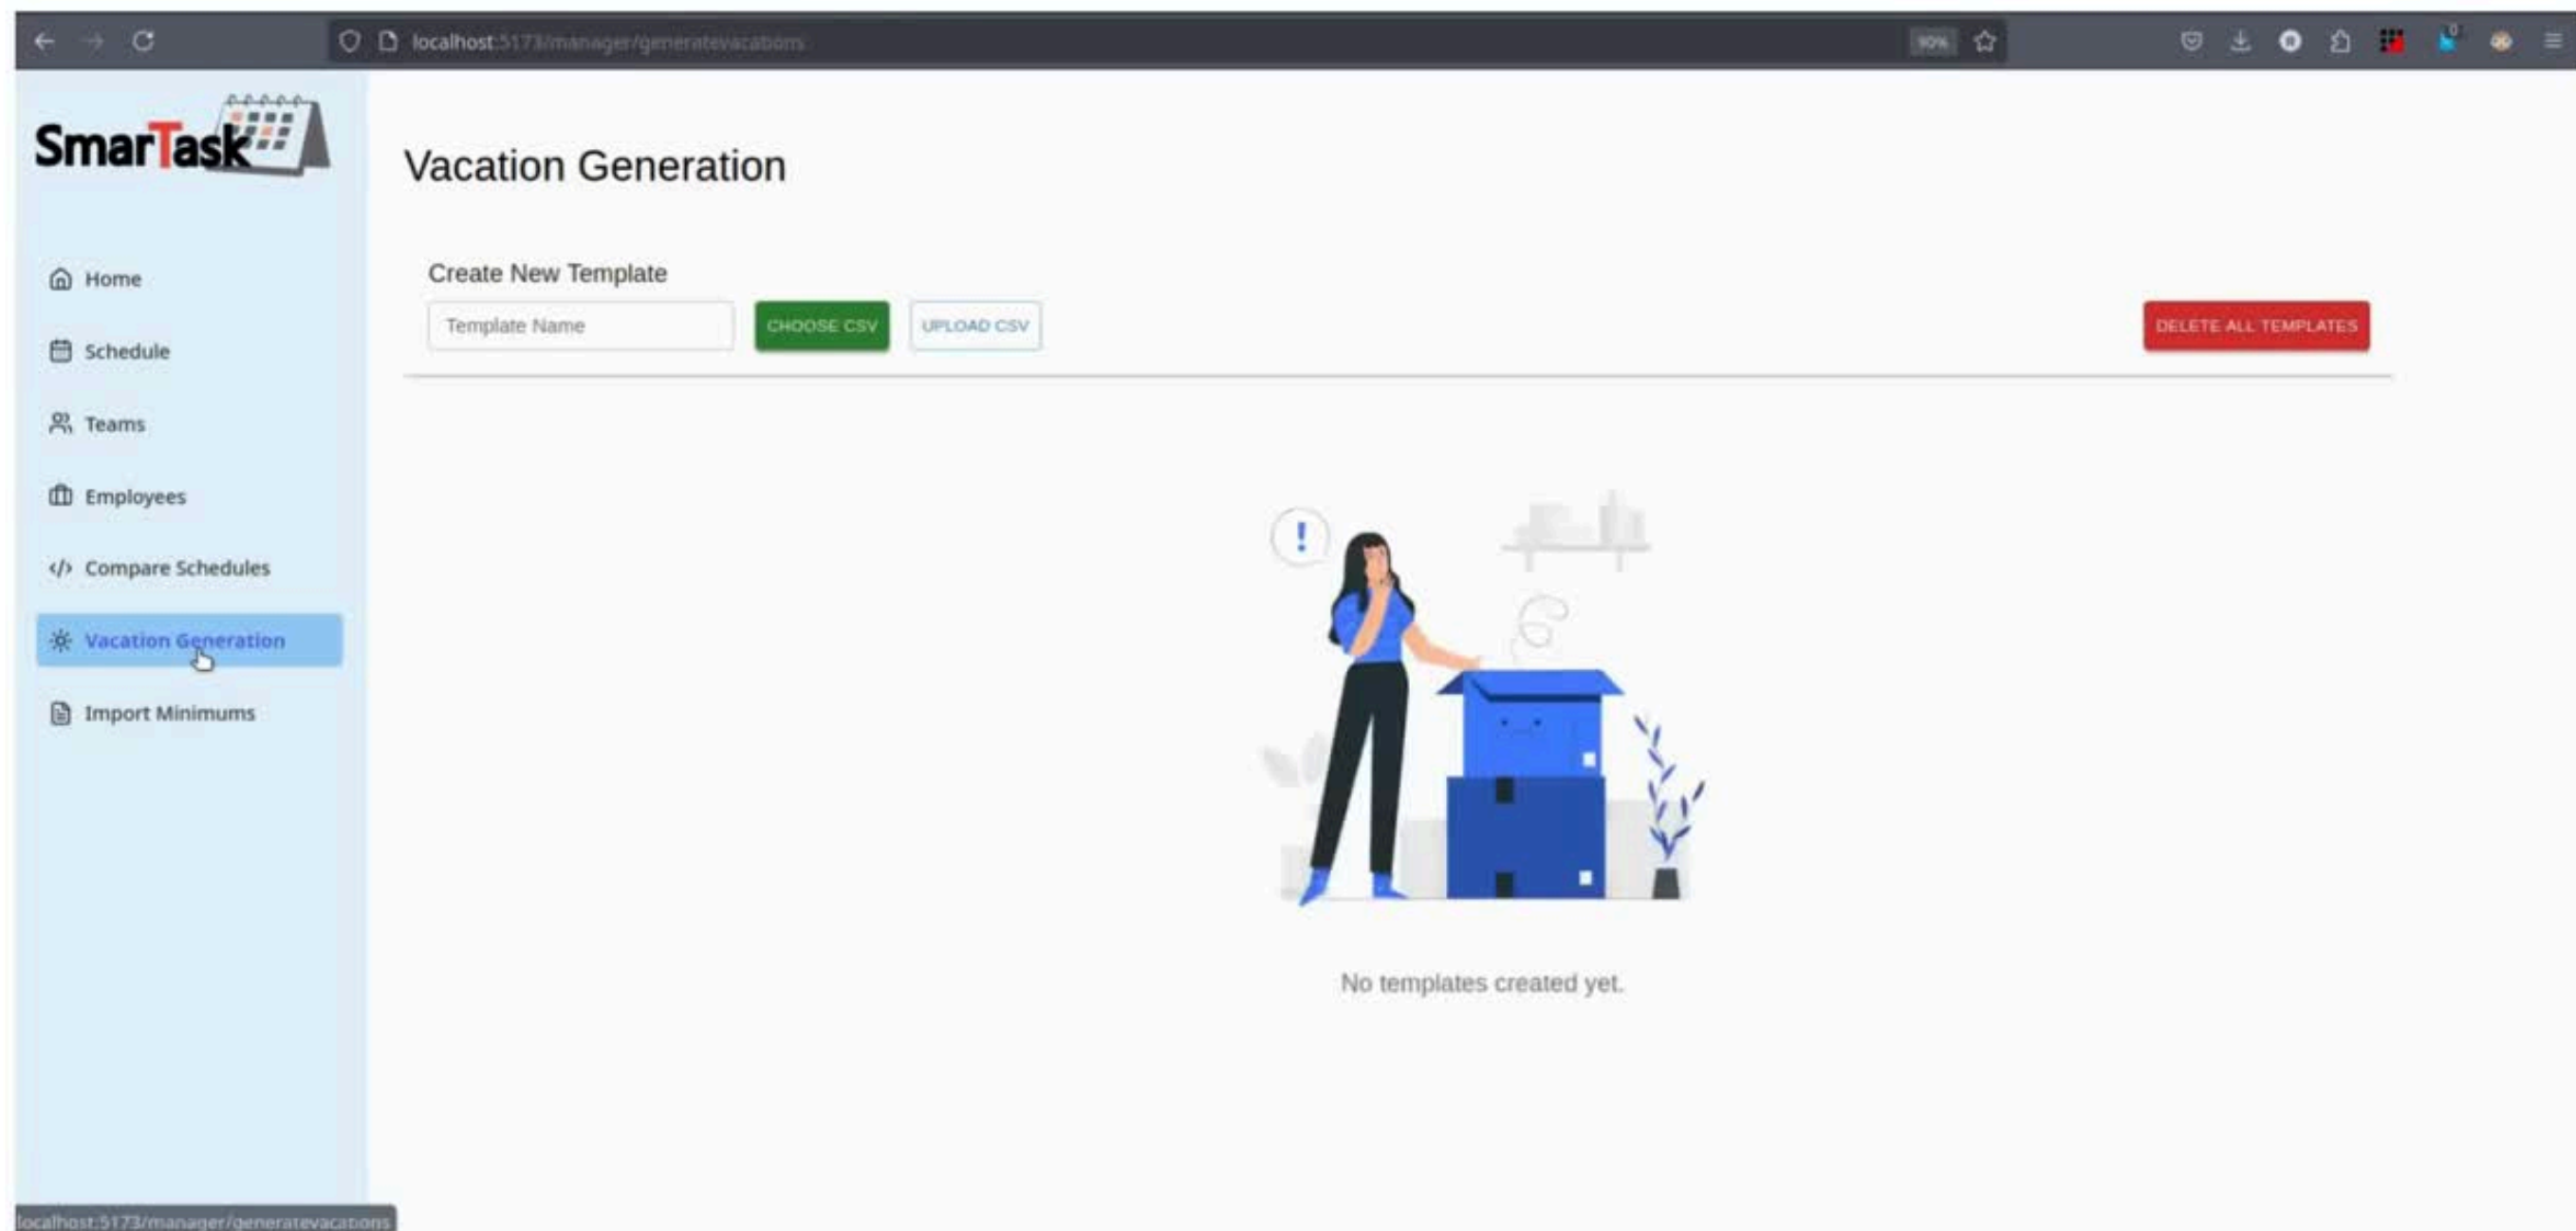 localhost:5173/manager/generatevacations
90%
SmarTask
Home
Schedule
Teams
Employees
Compare Schedules
Vacation Generation
Import Minimums
Vacation Generation
Create New Template
Template Name
CHOOSE CSV
UPLOAD CSV
DELETE ALL TEMPLATES
!
No templates created yet.
localhost:5173/manager/generatevacations